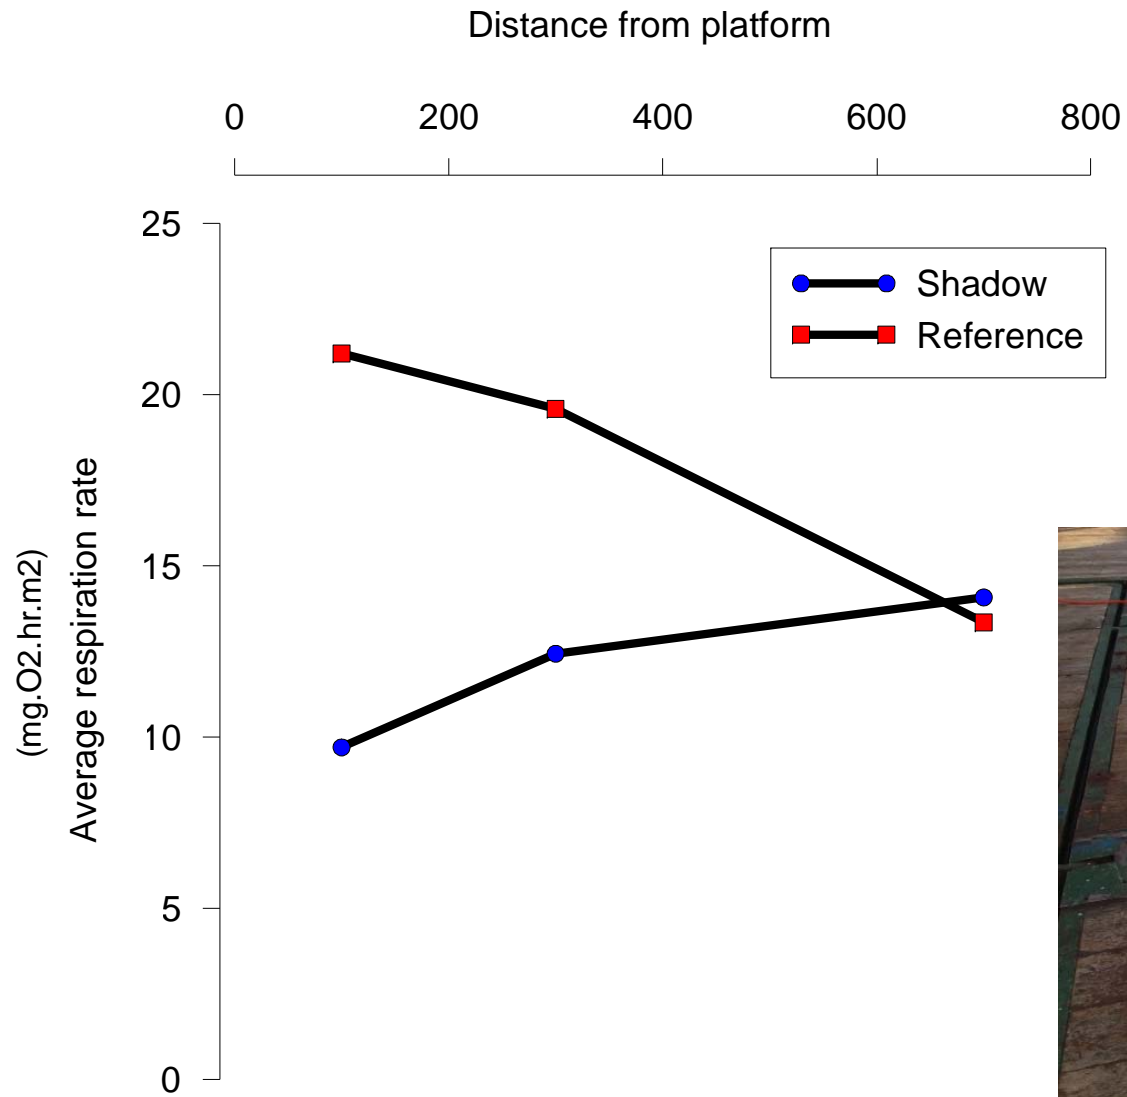 Distance from platform
0 200 400 600 800
25
Shadow
Reference
20
15
10
5
0
(mg.O2.hr.m2)
Average respiration rate